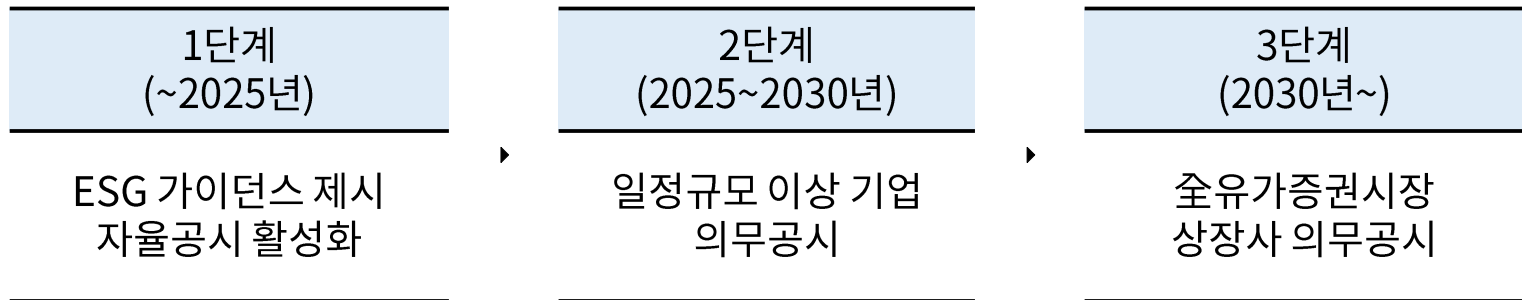 1단계
(~2025년)
ESG 가이던스 제시
자율공시 활성화
2단계
(2025~2030년)
일정규모 이상 기업
의무공시
3단계
(2030년~)
全유가증권시장
상장사 의무공시